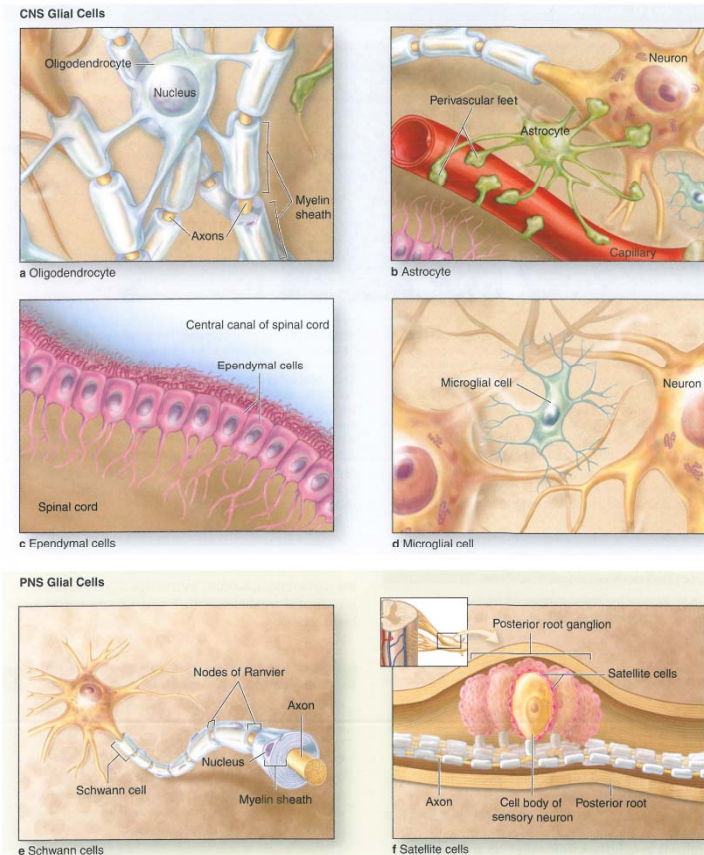 CNS Glial Cells
Oligodendrocyte
Nucleus
Myelin
sheath
Axons
a Oligodendrocyte
Neuron
Perivascular feet
Astrocyte
Capillary
b Astrocyte
Central canal of spinal cord
Ependymal cells
Spinal cord
c Ependymal cells
Microglial cell
Neuron
d Microglial cell
PNS Glial Cells
Nodes of Ranvier
Axon
Nucleus
Schwann cell
Myelin sheath
e Schwann cells
Posterior root ganglion
Satellite cells
Axon
Cell body of
sensory neuron
Posterior root
f Satellite cells